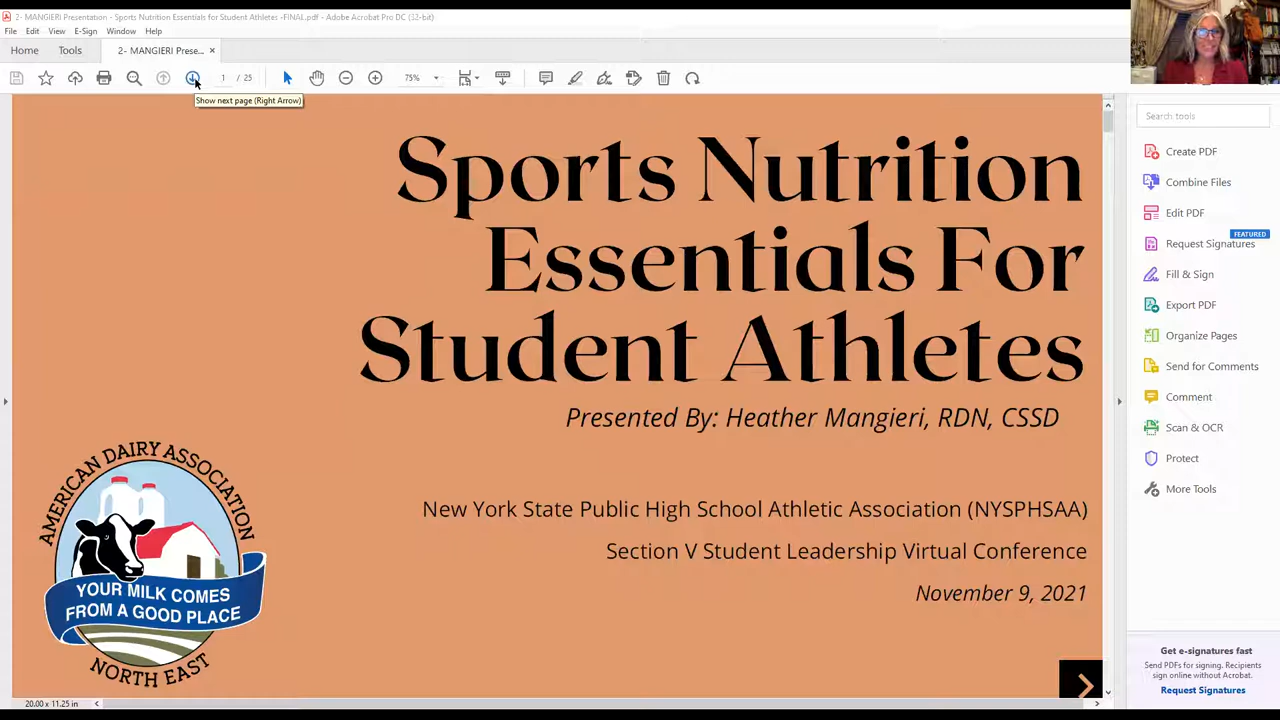 2- MANGIERI Presentation - Sports Nutrition Essentials for Student Athletes -FINAL.pdf - Adobe Acrobat Pro DC (32-bit)
File Edit View E-Sign Window Help
Home Tools 2- MANGIERI Prese... ×
1 / 25 75%
Show next page (Right Arrow)
Sports Nutrition
Essentials For
Student Athletes
Presented By: Heather Mangieri, RDN, CSSD
New York State Public High School Athletic Association (NYSPHSAA)
Section V Student Leadership Virtual Conference
November 9, 2021
AMERICAN DAIRY ASSOCIATION
YOUR MILK COMES
FROM A GOOD PLACE
NORTH EAST
20.00 x 11.25 in
Search tools
Create PDF
Combine Files
Edit PDF
FEATURED
Request Signatures
Fill & Sign
Export PDF
Organize Pages
Send for Comments
Comment
Scan & OCR
Protect
More Tools
Get e-signatures fast
Send PDFs for signing. Recipients
sign online without Acrobat.
Request Signatures